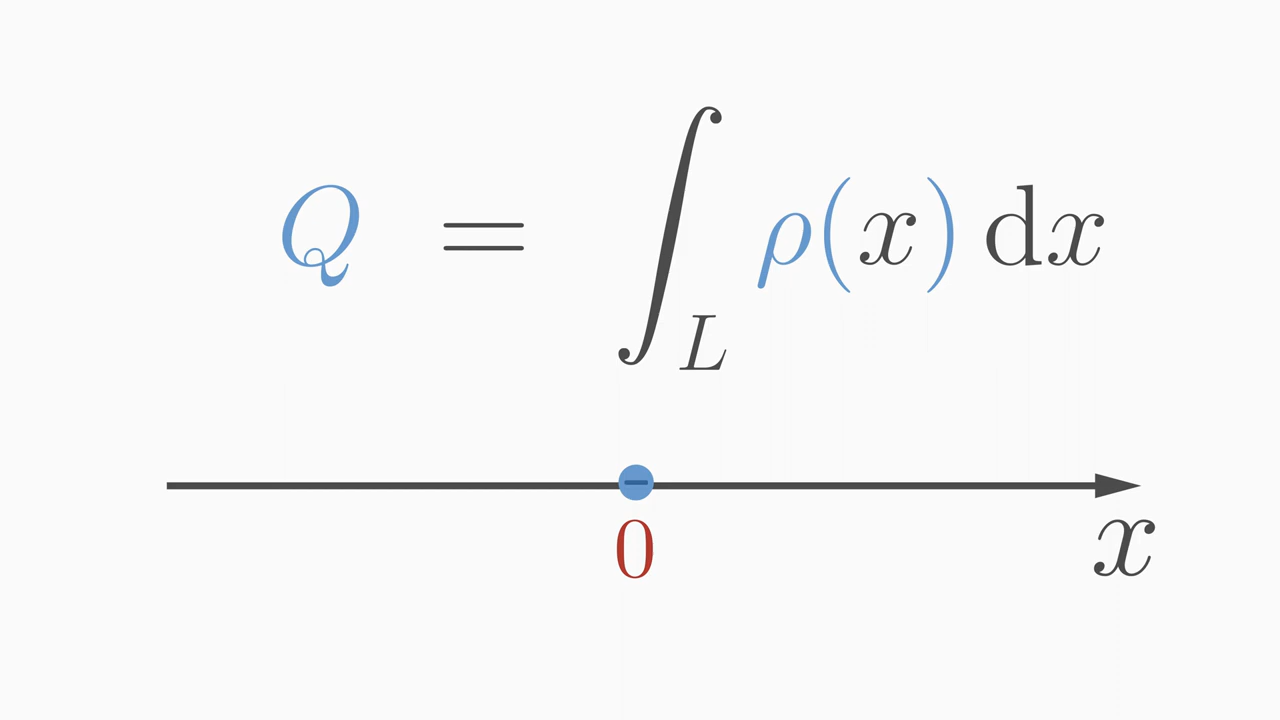 Q = ∫_L ρ(x) dx
−
0
x